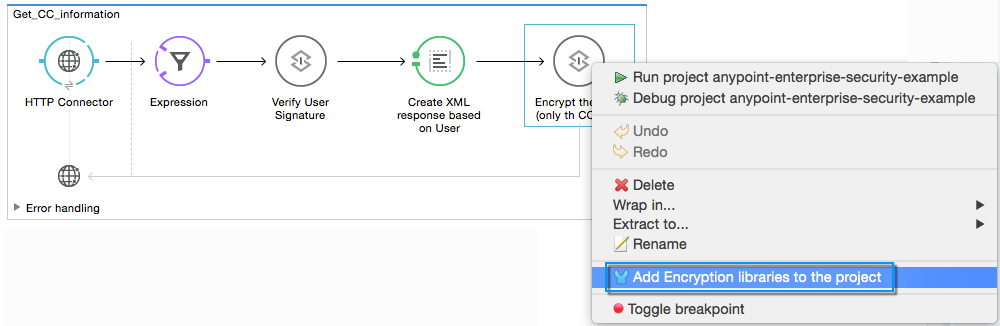 Get_CC_information
HTTP Connector
Expression
Verify User
Signature
Create XML
response based
on User
Encrypt the
(only th CC
Error handling
Run project anypoint-enterprise-security-example
Debug project anypoint-enterprise-security-example
Undo
Redo
Delete
Wrap in...
Extract to...
Rename
Add Encryption libraries to the project
Toggle breakpoint